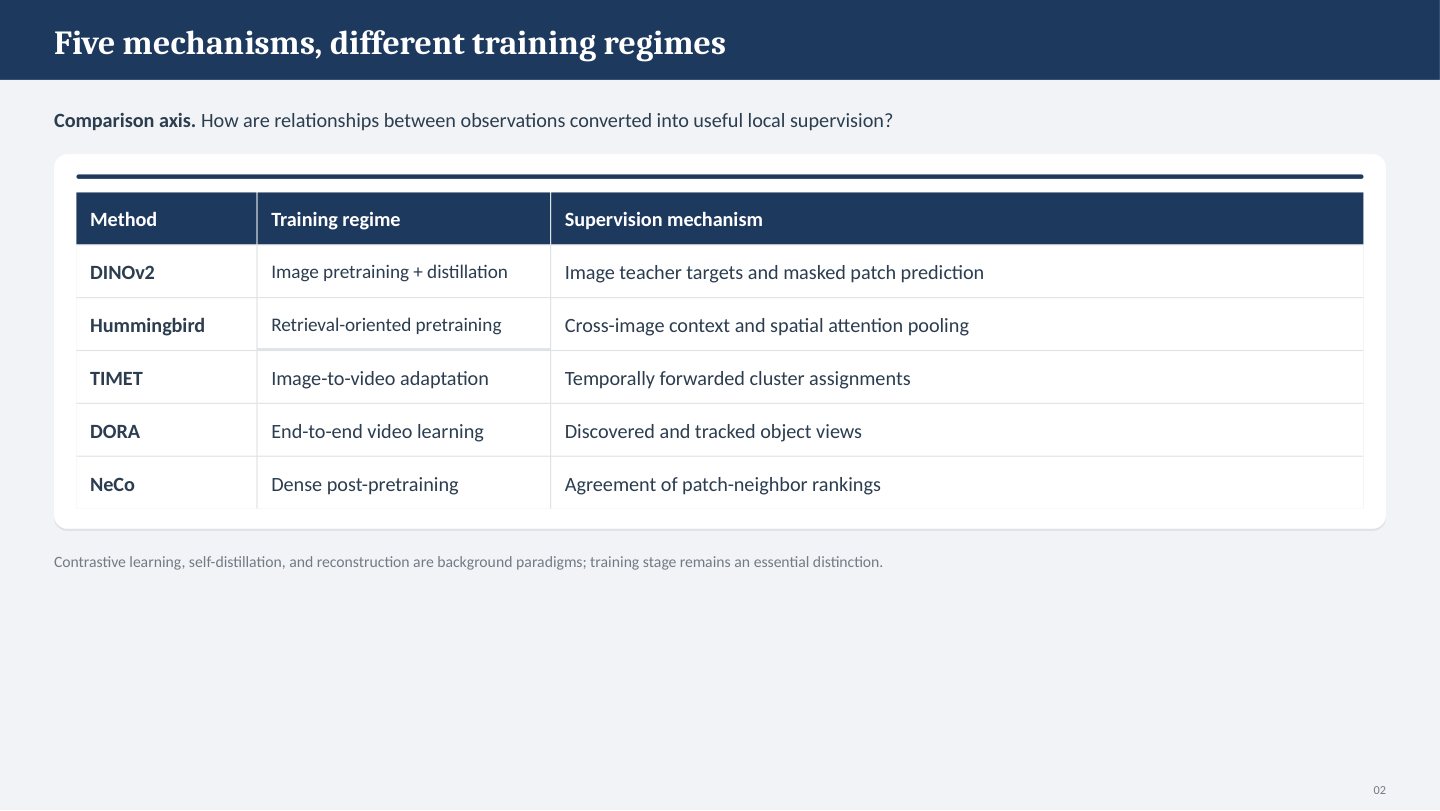 Five mechanisms, different training regimes
Comparison axis. How are relationships between observations converted into useful local supervision?
Method Training regime Supervision mechanism
DINOv2 Image pretraining + distillation Image teacher targets and masked patch prediction
Hummingbird Retrieval-oriented pretraining Cross-image context and spatial attention pooling
TIMET Image-to-video adaptation Temporally forwarded cluster assignments
DORA End-to-end video learning Discovered and tracked object views
NeCo Dense post-pretraining Agreement of patch-neighbor rankings
Contrastive learning, self-distillation, and reconstruction are background paradigms; training stage remains an essential distinction.
02